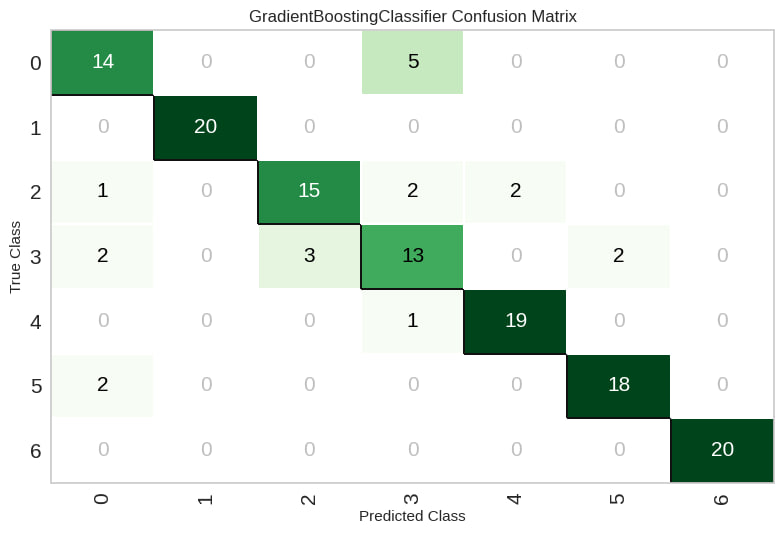 GradientBoostingClassifier Confusion Matrix
True Class
0 14 0 0 5 0 0 0
1 0 20 0 0 0 0 0
2 1 0 15 2 2 0 0
3 2 0 3 13 0 2 0
4 0 0 0 1 19 0 0
5 2 0 0 0 0 18 0
6 0 0 0 0 0 0 20
0 1 2 3 4 5 6
Predicted Class